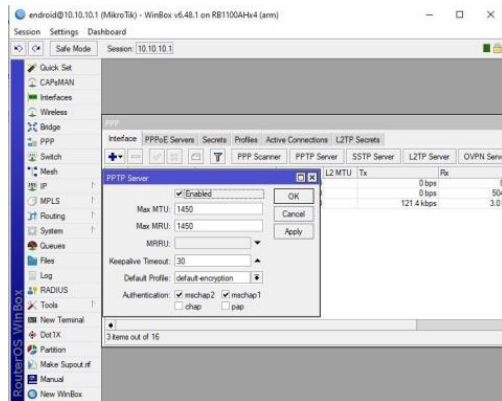 endroid@10.10.10.1 (MikroTik) - WinBox v6.48.1 on RB1100AHx4 (arm)
Session Settings Dashboard
Safe Mode Session: 10.10.10.1
Quick Set
CAPsMAN
Interfaces
Wireless
Bridge
PPP
Switch
Mesh
IP
MPLS
Routing
System
Queues
Files
Log
RADIUS
Tools
New Terminal
Dot1X
Partition
Make Supout.rif
Manual
New WinBox
RouterOS WinBox
PPP
Interface PPPoE Servers Secrets Profiles Active Connections L2TP Secrets
PPP Scanner PPTP Server SSTP Server L2TP Server OVPN Serve
L2 MTU Tx Rx
0 bps
0 bps 504
121.4 kbps 3.0
3 items out of 16
PPTP Server
Enabled
Max MTU: 1450
Max MRU: 1450
MRRU:
Keepalive Timeout: 30
Default Profile: default-encryption
Authentication: mschap2 mschap1
chap pap
OK
Cancel
Apply